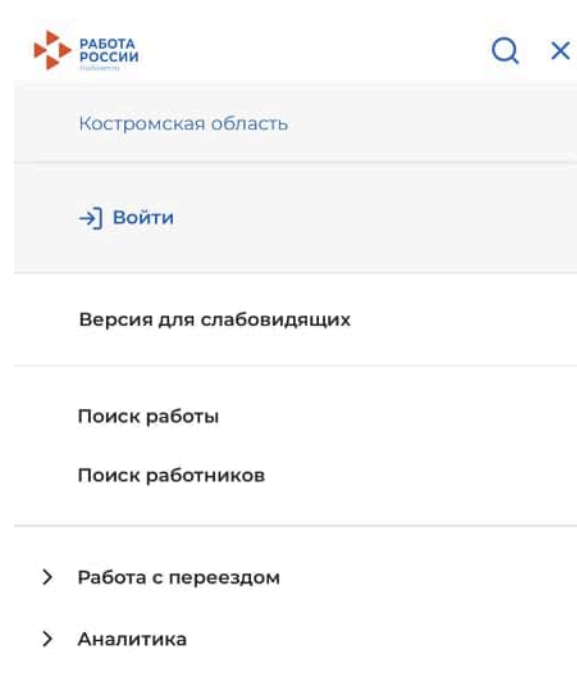 РАБОТА
РОССИИ
Костромская область
Войти
Версия для слабовидящих
Поиск работы
Поиск работников
Работа с переездом
Аналитика